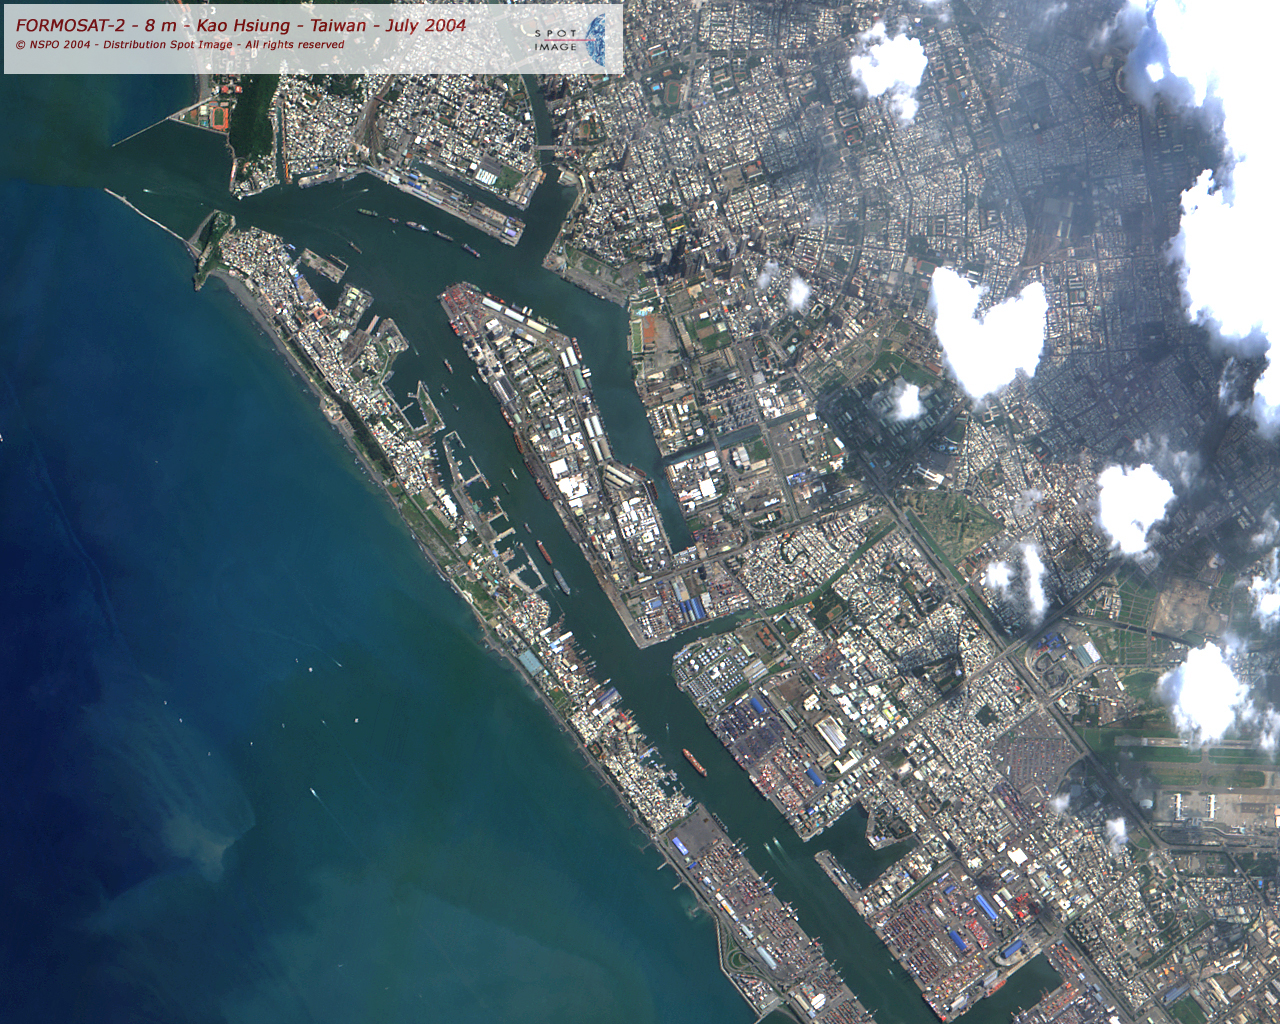 FORMOSAT-2 - 8 m - Kao Hsiung - Taiwan - July 2004
© NSPO 2004 - Distribution Spot Image - All rights reserved
SPOT
IMAGE